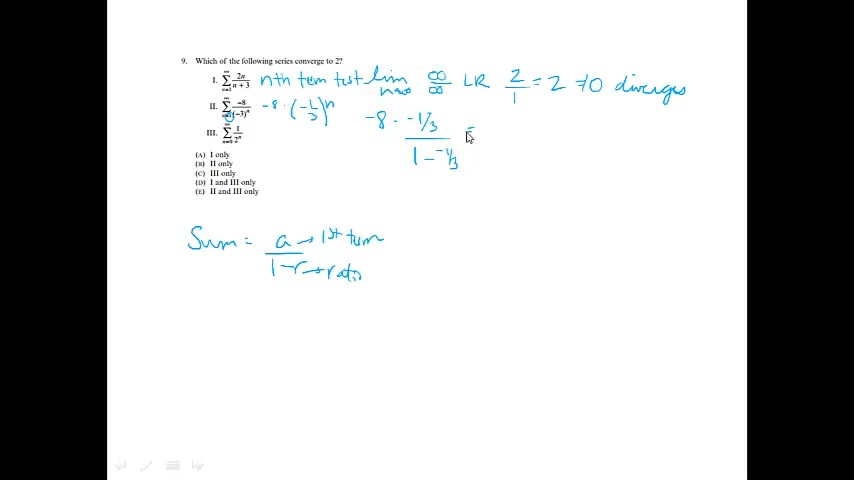 9. Which of the following series converge to 2?
I. ∞ Σ n=1 2n/(n + 3) nth term test lim n→∞ ∞/∞ LR 2/1 = 2 ≠0 diverges
II. ∞ Σ -8/(-3)^n -8 · (-1/3)^n -8 · (-1/3)/(1 - -1/3) =
III. ∞ Σ n=0 1/2^n
(A) I only
(B) II only
(C) III only
(D) I and III only
(E) II and III only
Sum = a → 1st term
1-r → ratio